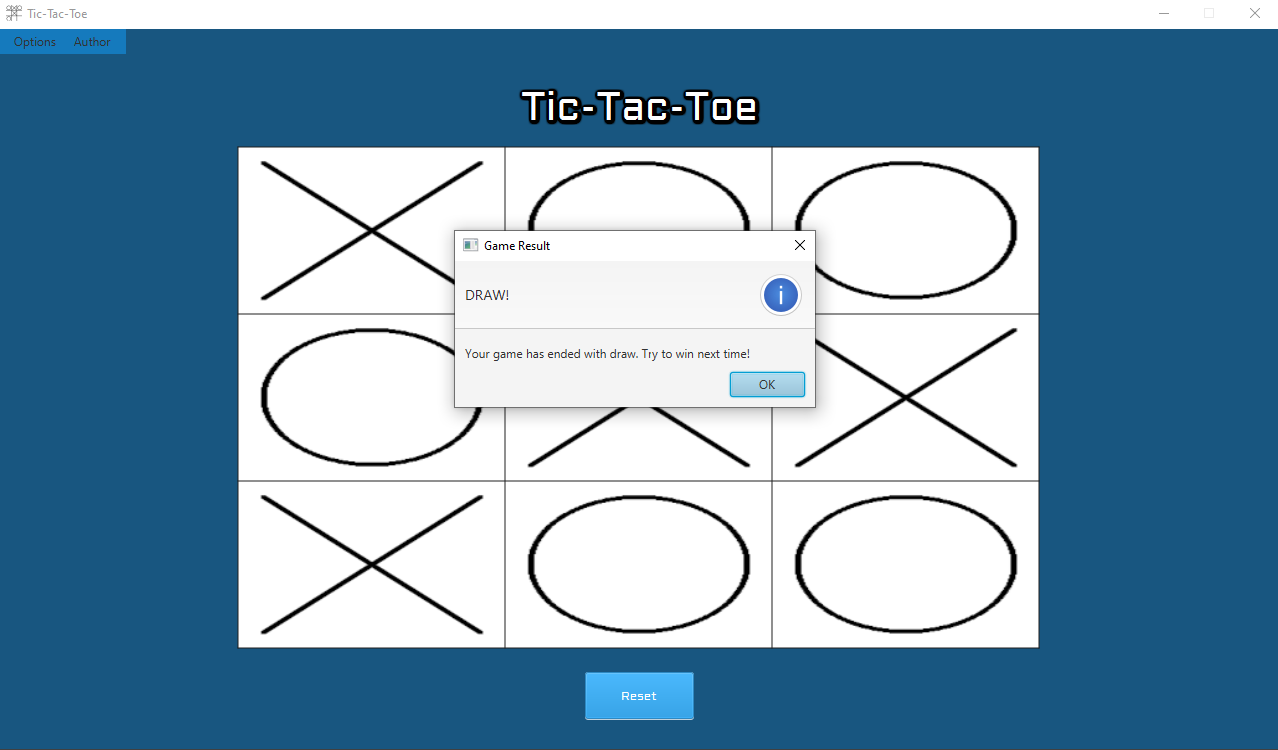 Tic-Tac-Toe
Options Author
Tic-Tac-Toe
Game Result
DRAW!
Your game has ended with draw. Try to win next time!
OK
Reset